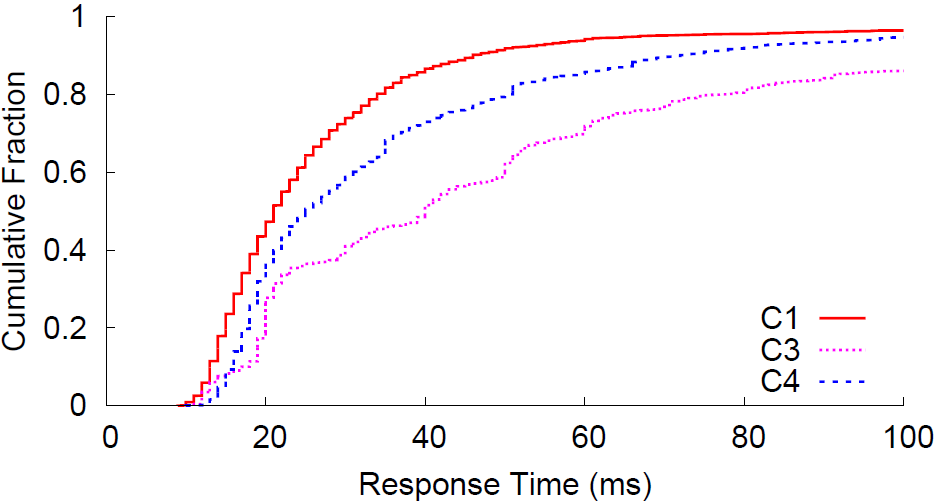 1
0.8
0.6
0.4
0.2
0
Cumulative Fraction
C1
C3
C4
0 20 40 60 80 100
Response Time (ms)